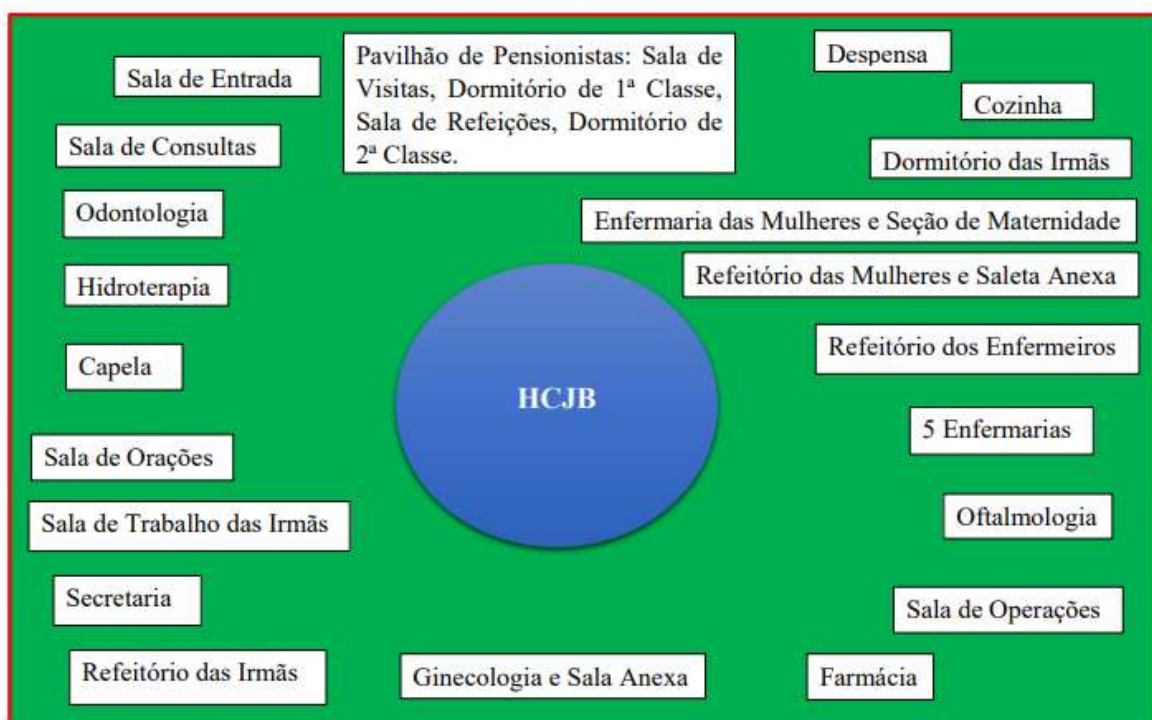 Sala de Entrada
Pavilhão de Pensionistas: Sala de
Visitas, Dormitório de 1ª Classe,
Sala de Refeições, Dormitório de
2ª Classe.
Despensa
Cozinha
Sala de Consultas
Dormitório das Irmãs
Odontologia
Enfermaria das Mulheres e Seção de Maternidade
Hidroterapia
Refeitório das Mulheres e Saleta Anexa
Capela
Refeitório dos Enfermeiros
HCJB
5 Enfermarias
Sala de Orações
Sala de Trabalho das Irmãs
Oftalmologia
Secretaria
Sala de Operações
Refeitório das Irmãs
Ginecologia e Sala Anexa
Farmácia